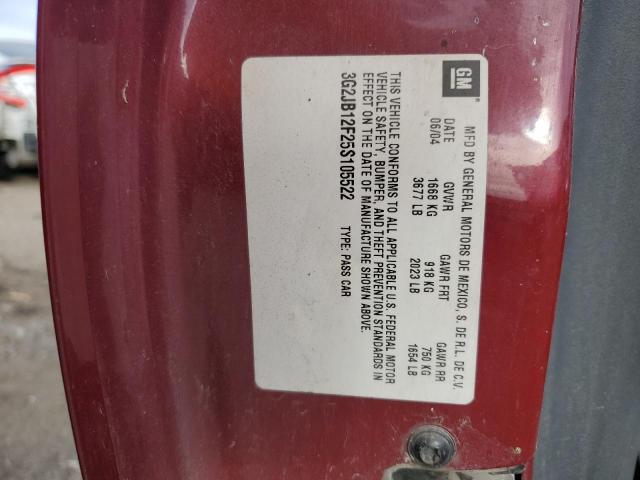 GM
MFD BY GENERAL MOTORS DE MEXICO, S. DE R.L. DE C.V.
DATE GVWR GAWR FRT GAWR RR
06/04 1668 KG 918 KG 750 KG
3677 LB 2023 LB 1654 LB
THIS VEHICLE CONFORMS TO ALL APPLICABLE U.S. FEDERAL MOTOR
VEHICLE SAFETY, BUMPER, AND THEFT PREVENTION STANDARDS IN
EFFECT ON THE DATE OF MANUFACTURE SHOWN ABOVE.
3G2JB12F25S105522 TYPE: PASS CAR